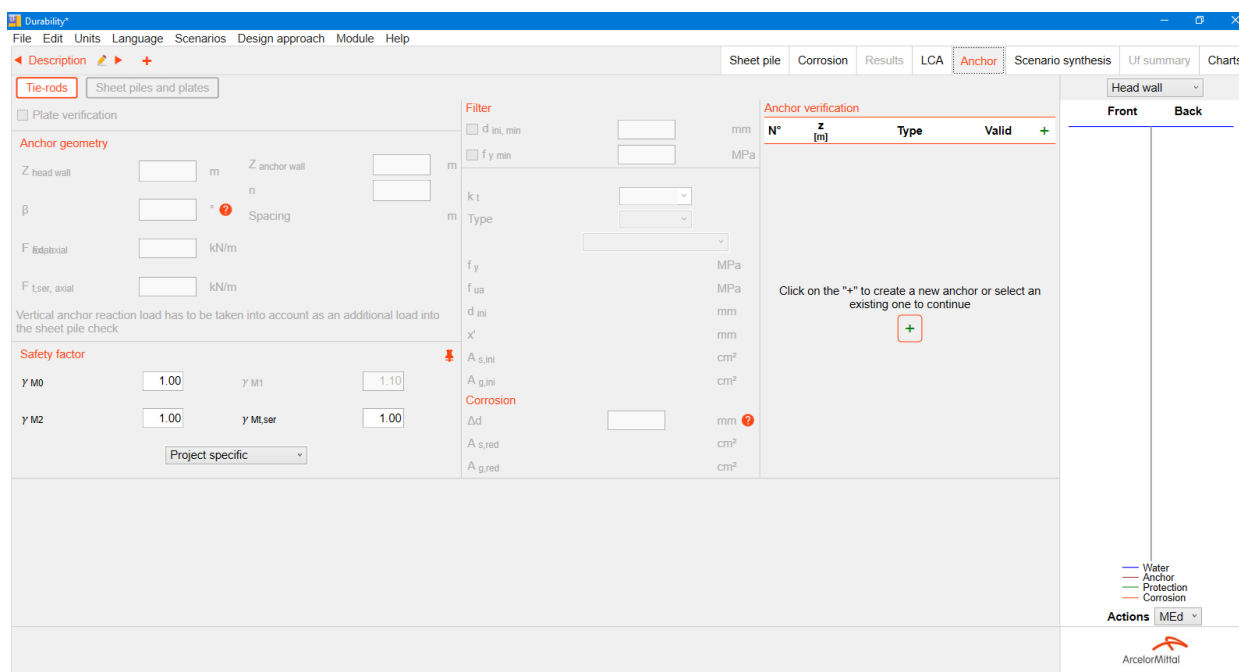 Durability*
File Edit Units Language Scenarios Design approach Module Help
Description + Sheet pile Corrosion Results LCA Anchor Scenario synthesis Uf summary Charts
Tie-rods Sheet piles and plates
Head wall
Plate verification
Anchor geometry
Z head wall m Z anchor wall m
n
β ° ? Spacing m
F axial kN/m
F t,ser, axial kN/m
Vertical anchor reaction load has to be taken into account as an additional load into
the sheet pile check
Safety factor
γ M0 1.00 γ M1 1.10
γ M2 1.00 γ Mt,ser 1.00
Project specific
Filter
d ini, min mm
f y min MPa
k t
Type
f y MPa
f ua MPa
d ini mm
x' mm
A s,ini cm²
A g,ini cm²
Corrosion
Δd mm ?
A s,red cm²
A g,red cm²
Anchor verification
N° z [m] Type Valid +
Click on the "+" to create a new anchor or select an
existing one to continue
+
Front Back
Water
Anchor
Protection
Corrosion
Actions MEd
ArcelorMittal